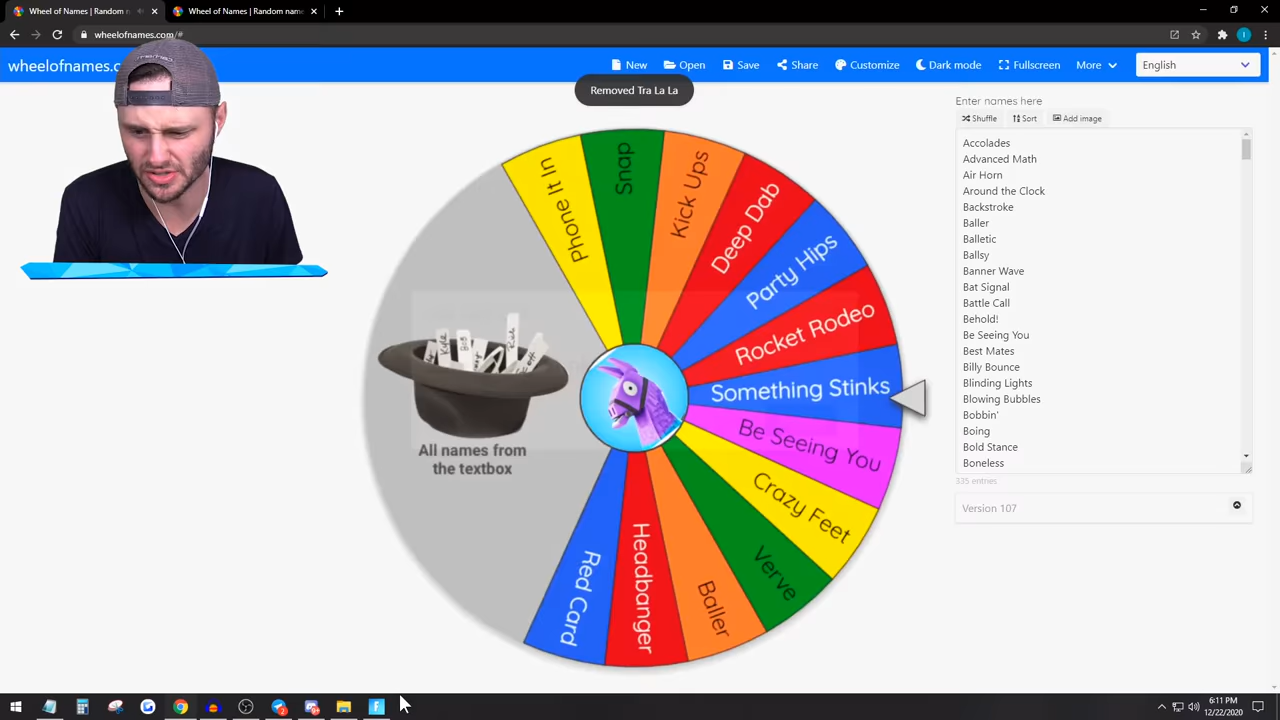 Wheel of Names | Random n
Wheel of Names | Random name
wheelofnames.com/#
wheelofnames.c
New
Open
Save
Share
Customize
Dark mode
Fullscreen
More
English
Removed Tra La La
Enter names here
Shuffle
Sort
Add image
Accolades
Advanced Math
Air Horn
Around the Clock
Backstroke
Baller
Balletic
Ballsy
Banner Wave
Bat Signal
Battle Call
Behold!
Be Seeing You
Best Mates
Billy Bounce
Blinding Lights
Blowing Bubbles
Bobbin'
Boing
Bold Stance
Boneless
335 entries
Version 107
Phone It In
Snap
Kick Ups
Deep Dab
Party Hips
Rocket Rodeo
Something Stinks
Be Seeing You
Crazy Feet
Verve
Baller
Headbanger
Red Card
All names from
the textbox
6:11 PM
12/22/2020